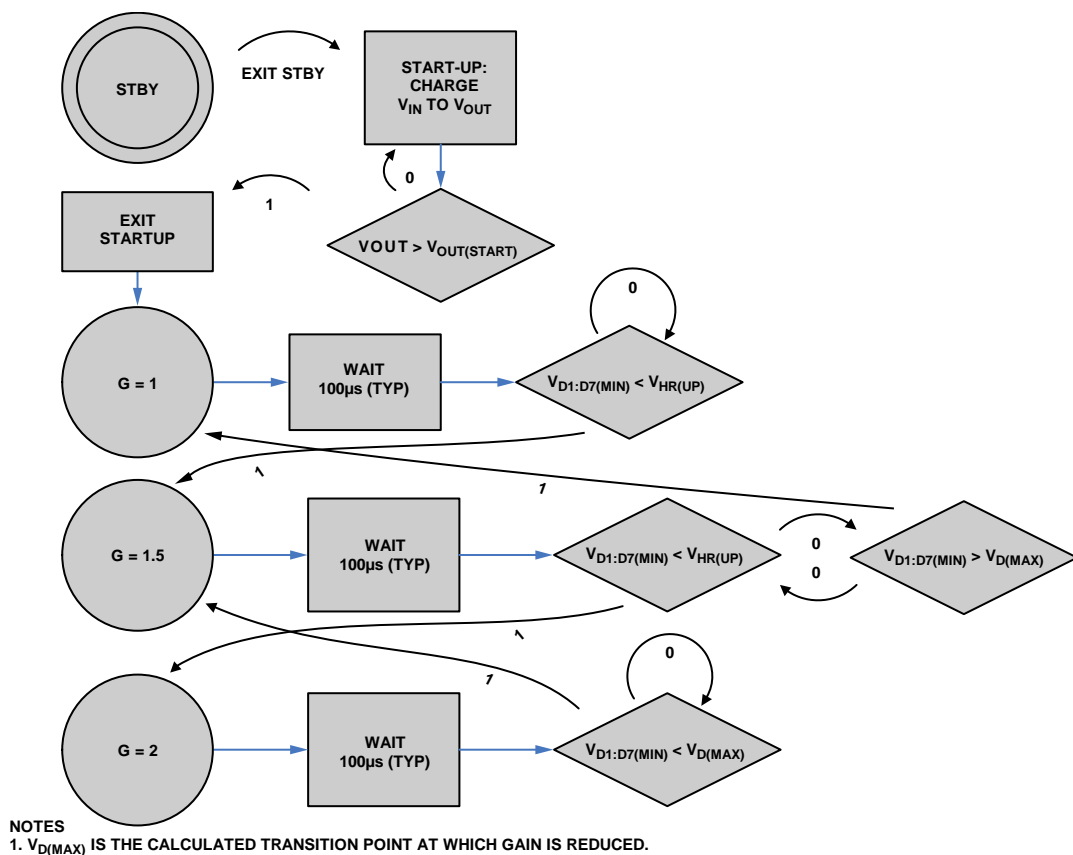 STBY
EXIT STBY
START-UP:
CHARGE
VIN TO VOUT
0
1
EXIT
STARTUP
VOUT > VOUT(START)
0
G = 1
WAIT
100µs (TYP)
VD1:D7(MIN) < VHR(UP)
1
1
G = 1.5
WAIT
100µs (TYP)
VD1:D7(MIN) < VHR(UP)
0
0
VD1:D7(MIN) > VD(MAX)
1
1
0
G = 2
WAIT
100µs (TYP)
VD1:D7(MIN) < VD(MAX)
NOTES
1. VD(MAX) IS THE CALCULATED TRANSITION POINT AT WHICH GAIN IS REDUCED.